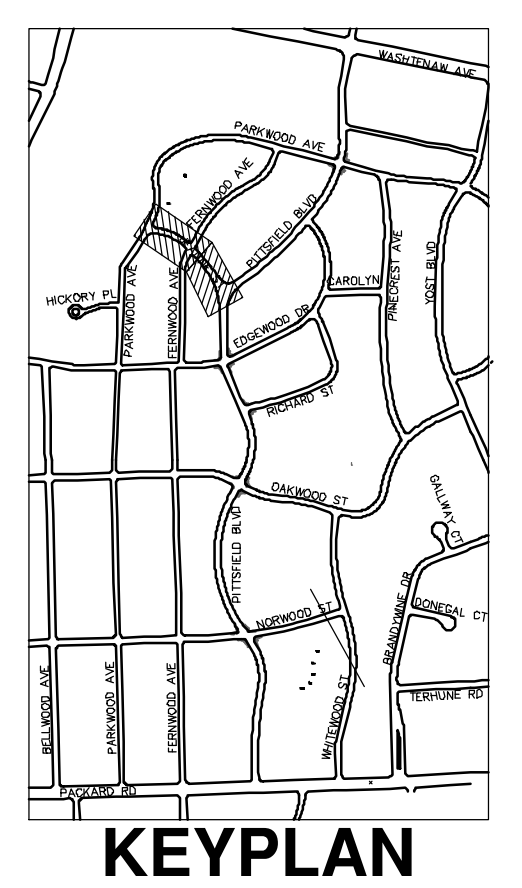 WASHTENAW AVE
PARKWOOD AVE
FERNWOOD AVE
PITTSFIELD BLVD
PINECREST AVE
YOST BLVD
CAROLYN
HICKORY PL
PARKWOOD AVE
FERNWOOD AVE
EDGEWOOD DR
RICHARD ST
OAKWOOD ST
GALLWAY CT
PITTSFIELD BLVD
NORWOOD ST
BRANDYWINE DR
DONEGAL CT
TERHUNE RD
BELLWOOD AVE
PARKWOOD AVE
FERNWOOD AVE
WHITEWOOD ST
PACKARD RD
KEYPLAN